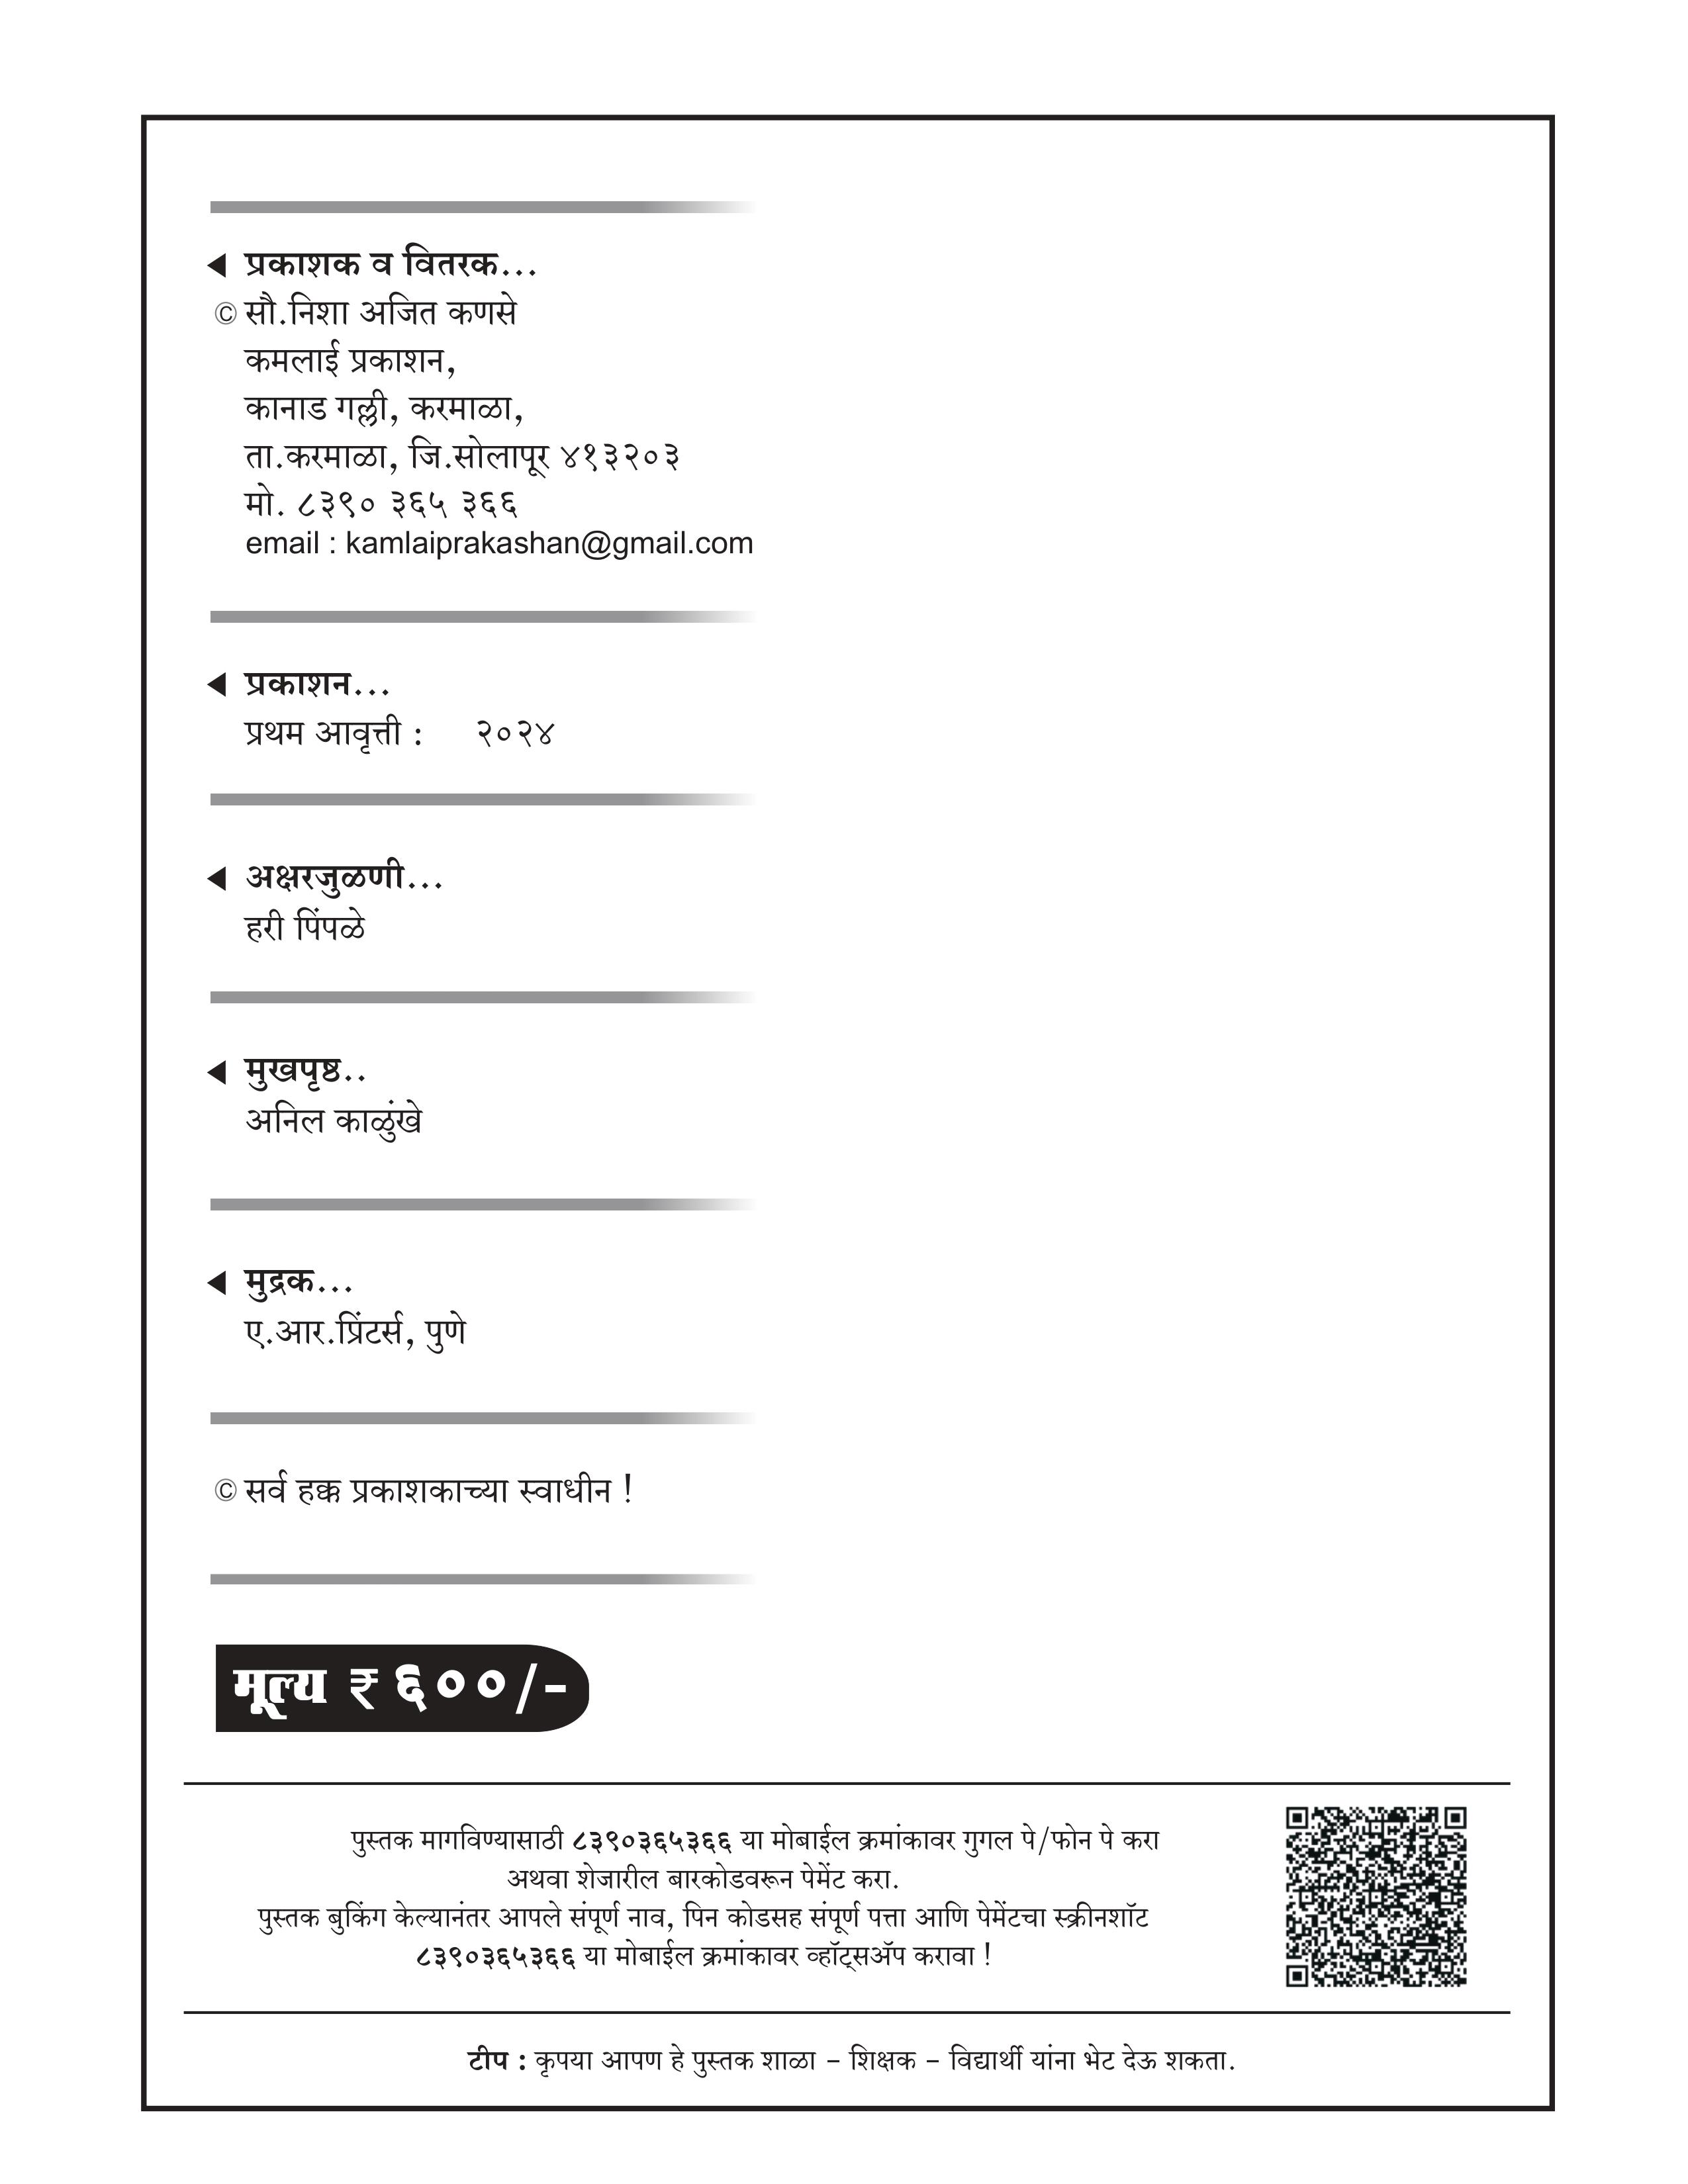 ◀ प्रकाशक व वितरक...
© सौ.निशा अजित कणसे
कमलाई प्रकाशन,
कानाड गल्ली, करमाळा,
ता.करमाळा, जि.सोलापूर ४१३२०३
मो. ८३९० ३६५ ३६६
email : kamlaiprakashan@gmail.com
◀ प्रकाशन...
प्रथम आवृत्ती : २०२४
◀ अक्षरजुळणी...
हरी पिंपळे
◀ मुखपृष्ठ..
अनिल काळुंखे
◀ मुद्रक...
ए.आर.प्रिंटर्स, पुणे
© सर्व हक्क प्रकाशकाच्या स्वाधीन !
मूल्य ₹ ६००/-
पुस्तक मागविण्यासाठी ८३९०३६५३६६ या मोबाईल क्रमांकावर गुगल पे/फोन पे करा
अथवा शेजारील बारकोडवरून पेमेंट करा.
पुस्तक बुकिंग केल्यानंतर आपले संपूर्ण नाव, पिन कोडसह संपूर्ण पत्ता आणि पेमेंटचा स्क्रीनशॉट
८३९०३६५३६६ या मोबाईल क्रमांकावर व्हॉट्सॲप करावा !
टीप : कृपया आपण हे पुस्तक शाळा - शिक्षक - विद्यार्थी यांना भेट देऊ शकता.